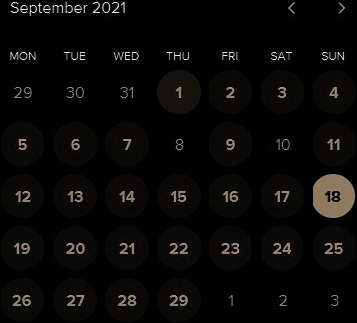 September 2021
MON TUE WED THU FRI SAT SUN
29 30 31 1 2 3 4
5 6 7 8 9 10 11
12 13 14 15 16 17 18
19 20 21 22 23 24 25
26 27 28 29 1 2 3